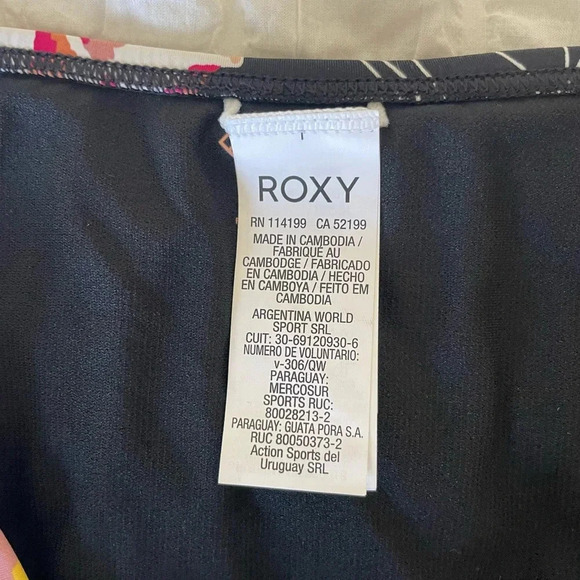 ROXY
RN 114199 CA 52199
MADE IN CAMBODIA /
FABRIQUÉ AU
CAMBODGE / FABRICADO
EN CAMBODIA / HECHO
EN CAMBOYA / FEITO EM
CAMBODIA
ARGENTINA WORLD
SPORT SRL
CUIT: 30-69120930-6
NUMERO DE VOLUNTARIO:
v-306/QW
PARAGUAY:
MERCOSUR
SPORTS RUC:
80028213-2
PARAGUAY: GUATA PORA S.A.
RUC 80050373-2
Action Sports del
Uruguay SRL